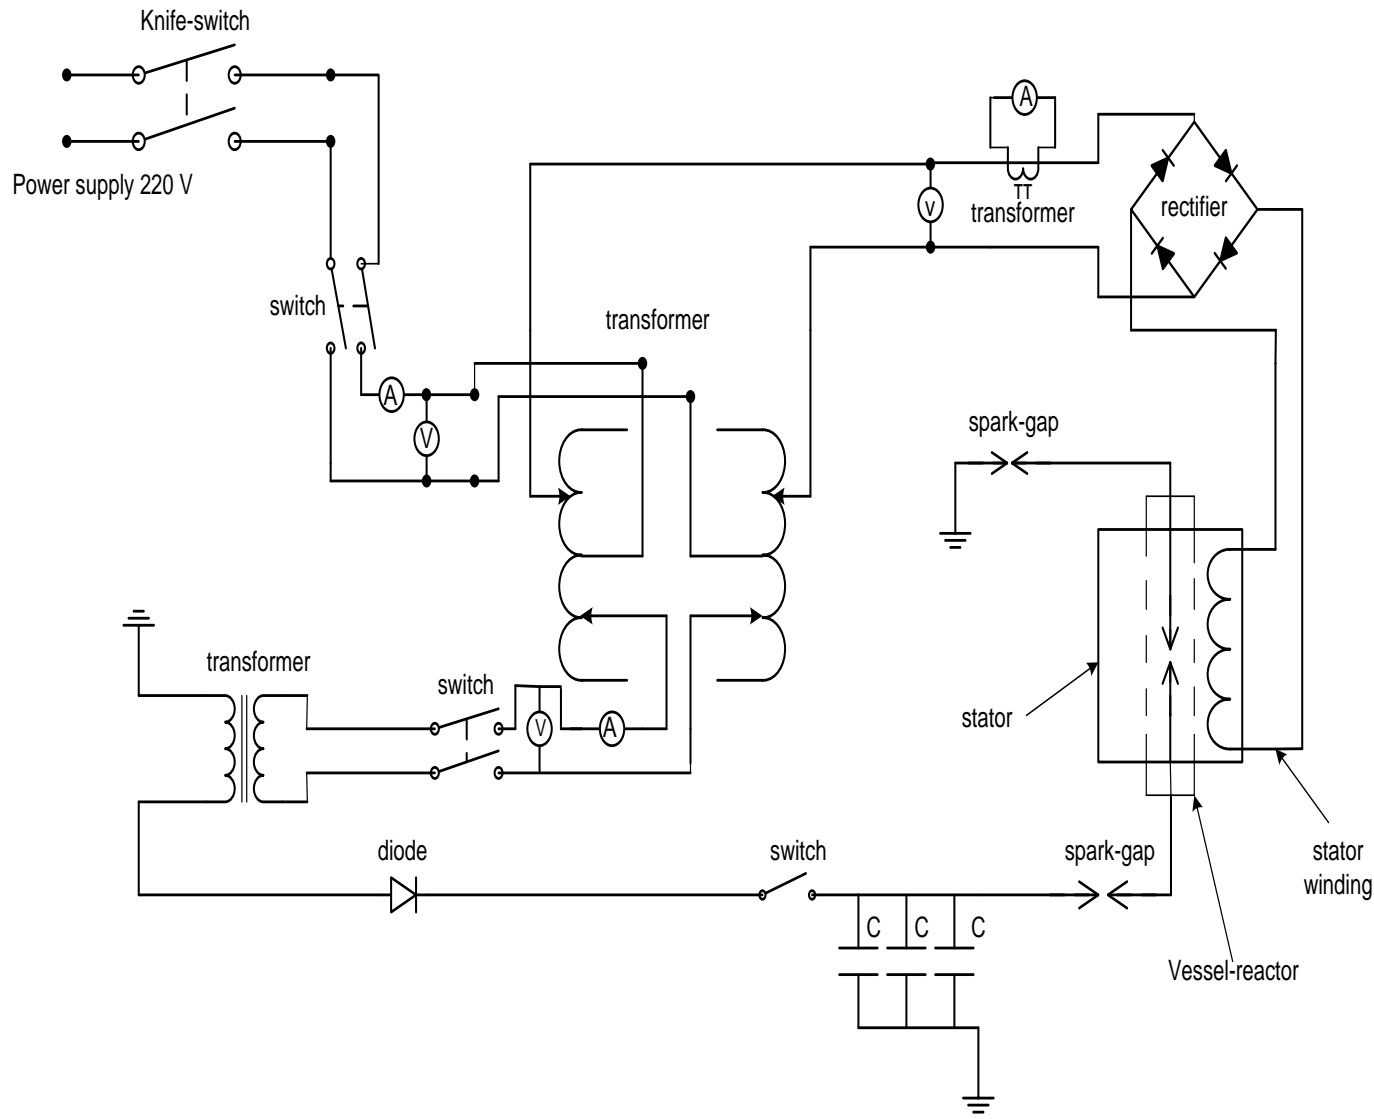 Knife-switch
A
Power supply 220 V
v
TT
transformer
rectifier
switch
transformer
A
V
spark-gap
transformer
switch
V
A
stator
diode
switch
spark-gap
stator
winding
C
C
C
Vessel-reactor